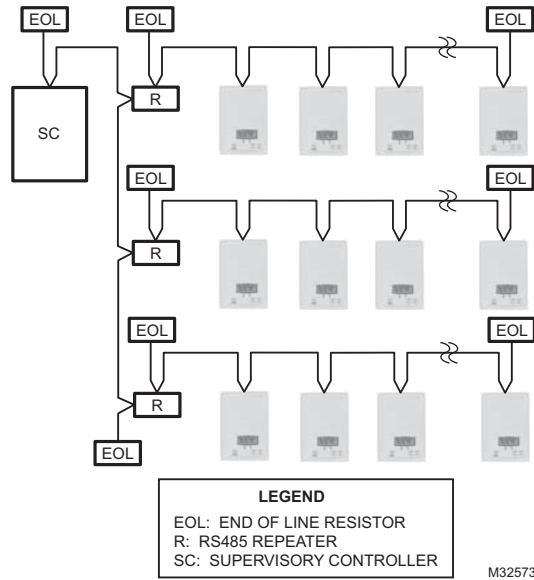 EOL
EOL
EOL
SC
R
EOL
EOL
R
EOL
EOL
R
EOL
LEGEND
EOL: END OF LINE RESISTOR
R: RS485 REPEATER
SC: SUPERVISORY CONTROLLER
M32573